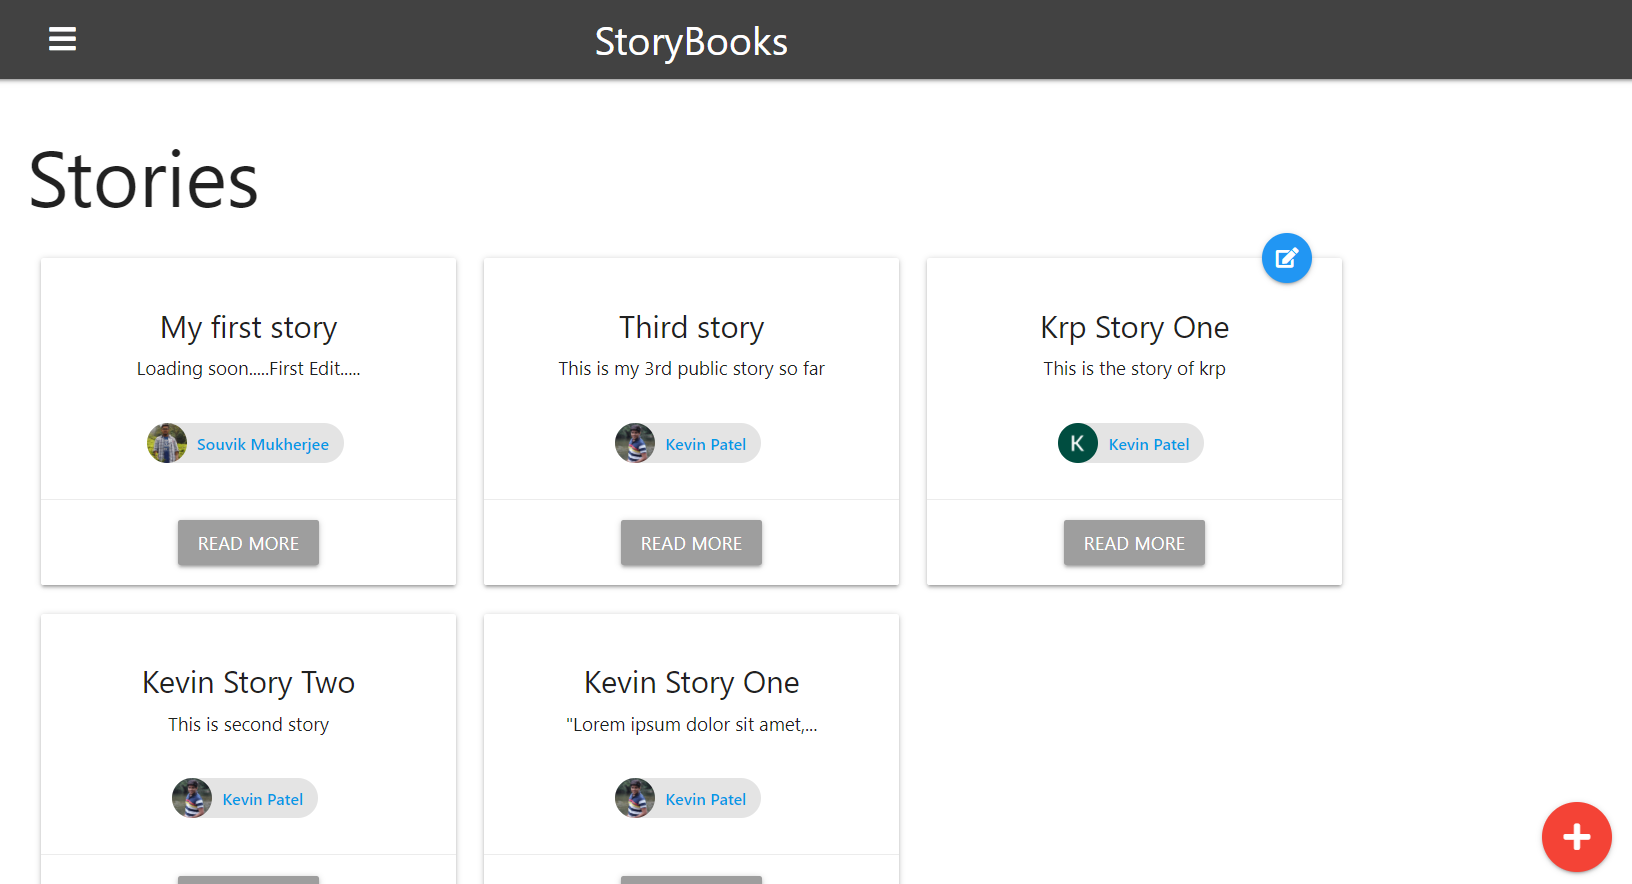 StoryBooks
Stories
My first story
Loading soon.....First Edit.....
Souvik Mukherjee
READ MORE
Third story
This is my 3rd public story so far
Kevin Patel
READ MORE
Krp Story One
This is the story of krp
K
Kevin Patel
READ MORE
Kevin Story Two
This is second story
Kevin Patel
Kevin Story One
"Lorem ipsum dolor sit amet,...
Kevin Patel